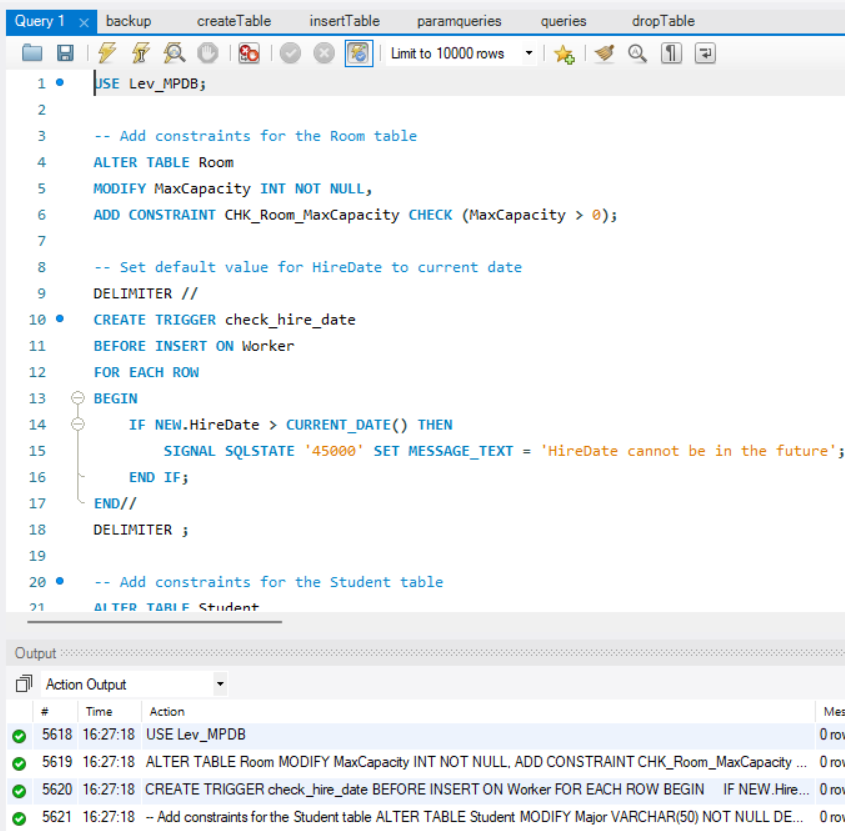 Query 1 × backup createTable insertTable paramqueries queries dropTable
Limit to 10000 rows
1 USE Lev_MPDB;
2
3 -- Add constraints for the Room table
4 ALTER TABLE Room
5 MODIFY MaxCapacity INT NOT NULL,
6 ADD CONSTRAINT CHK_Room_MaxCapacity CHECK (MaxCapacity > 0);
7
8 -- Set default value for HireDate to current date
9 DELIMITER //
10 CREATE TRIGGER check_hire_date
11 BEFORE INSERT ON Worker
12 FOR EACH ROW
13 BEGIN
14 IF NEW.HireDate > CURRENT_DATE() THEN
15 SIGNAL SQLSTATE '45000' SET MESSAGE_TEXT = 'HireDate cannot be in the future';
16 END IF;
17 END//
18 DELIMITER ;
19
20 -- Add constraints for the Student table
21 ALTER TABLE Student
Output
Action Output
# Time Action Mes
5618 16:27:18 USE Lev_MPDB 0 row
5619 16:27:18 ALTER TABLE Room MODIFY MaxCapacity INT NOT NULL, ADD CONSTRAINT CHK_Room_MaxCapacity ... 0 row
5620 16:27:18 CREATE TRIGGER check_hire_date BEFORE INSERT ON Worker FOR EACH ROW BEGIN IF NEW.Hire... 0 row
5621 16:27:18 -- Add constraints for the Student table ALTER TABLE Student MODIFY Major VARCHAR(50) NOT NULL DE... 0 row